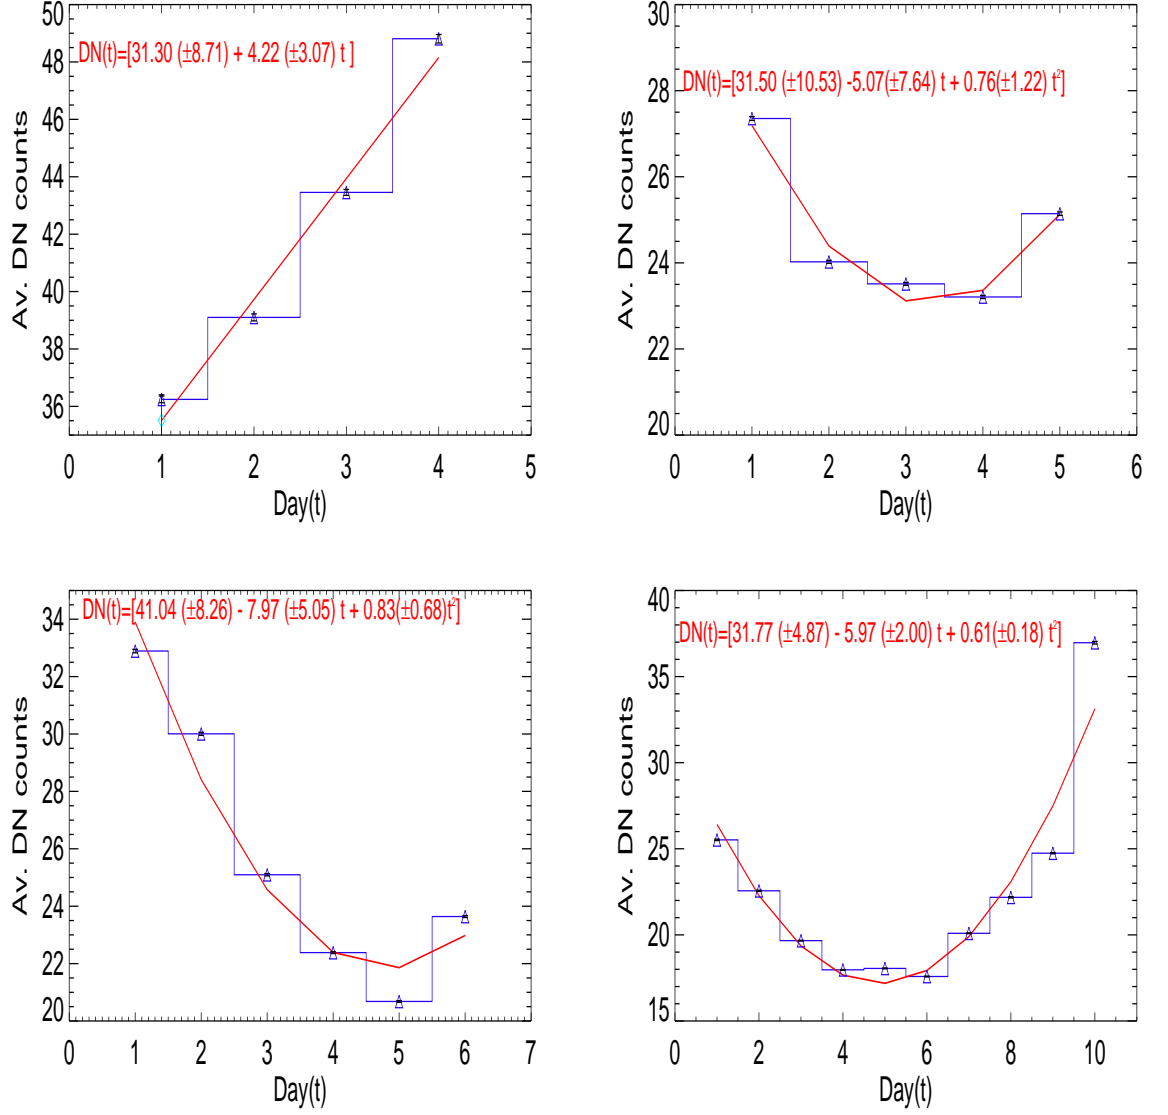 DN(t)=[31.30 (±8.71) + 4.22 (±3.07) t ]
Av. DN counts
50
48
46
44
42
40
38
36
0 1 2 3 4 5
Day(t)
DN(t)=[31.50 (±10.53) -5.07(±7.64) t + 0.76(±1.22) t²]
Av. DN counts
30
28
26
24
22
20
0 1 2 3 4 5 6
Day(t)
DN(t)=[41.04 (±8.26) - 7.97 (±5.05) t + 0.83(±0.68)t²]
Av. DN counts
34
32
30
28
26
24
22
20
0 1 2 3 4 5 6 7
Day(t)
DN(t)=[31.77 (±4.87) - 5.97 (±2.00) t + 0.61(±0.18) t²]
Av. DN counts
40
35
30
25
20
15
0 2 4 6 8 10
Day(t)